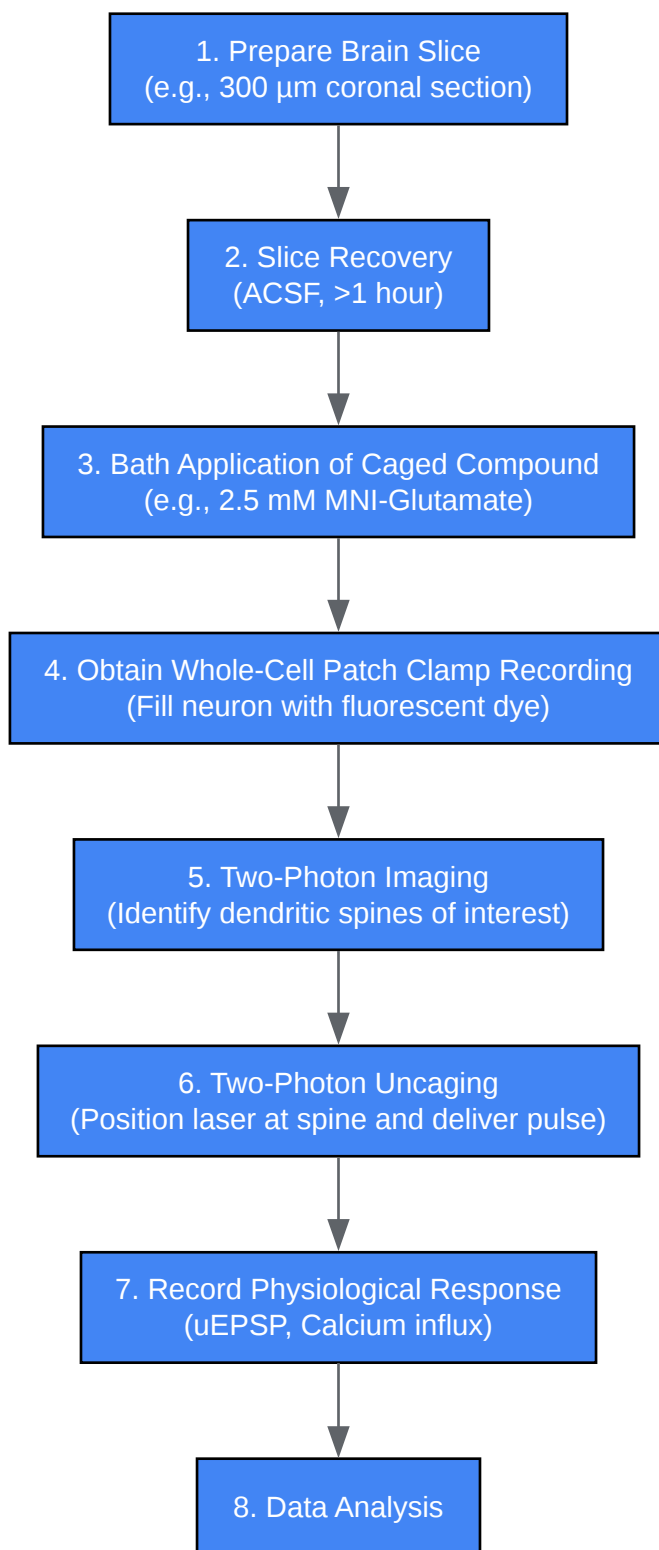 1. Prepare Brain Slice
(e.g., 300 µm coronal section)
2. Slice Recovery
(ACSF, >1 hour)
3. Bath Application of Caged Compound
(e.g., 2.5 mM MNI-Glutamate)
4. Obtain Whole-Cell Patch Clamp Recording
(Fill neuron with fluorescent dye)
5. Two-Photon Imaging
(Identify dendritic spines of interest)
6. Two-Photon Uncaging
(Position laser at spine and deliver pulse)
7. Record Physiological Response
(uEPSP, Calcium influx)
8. Data Analysis